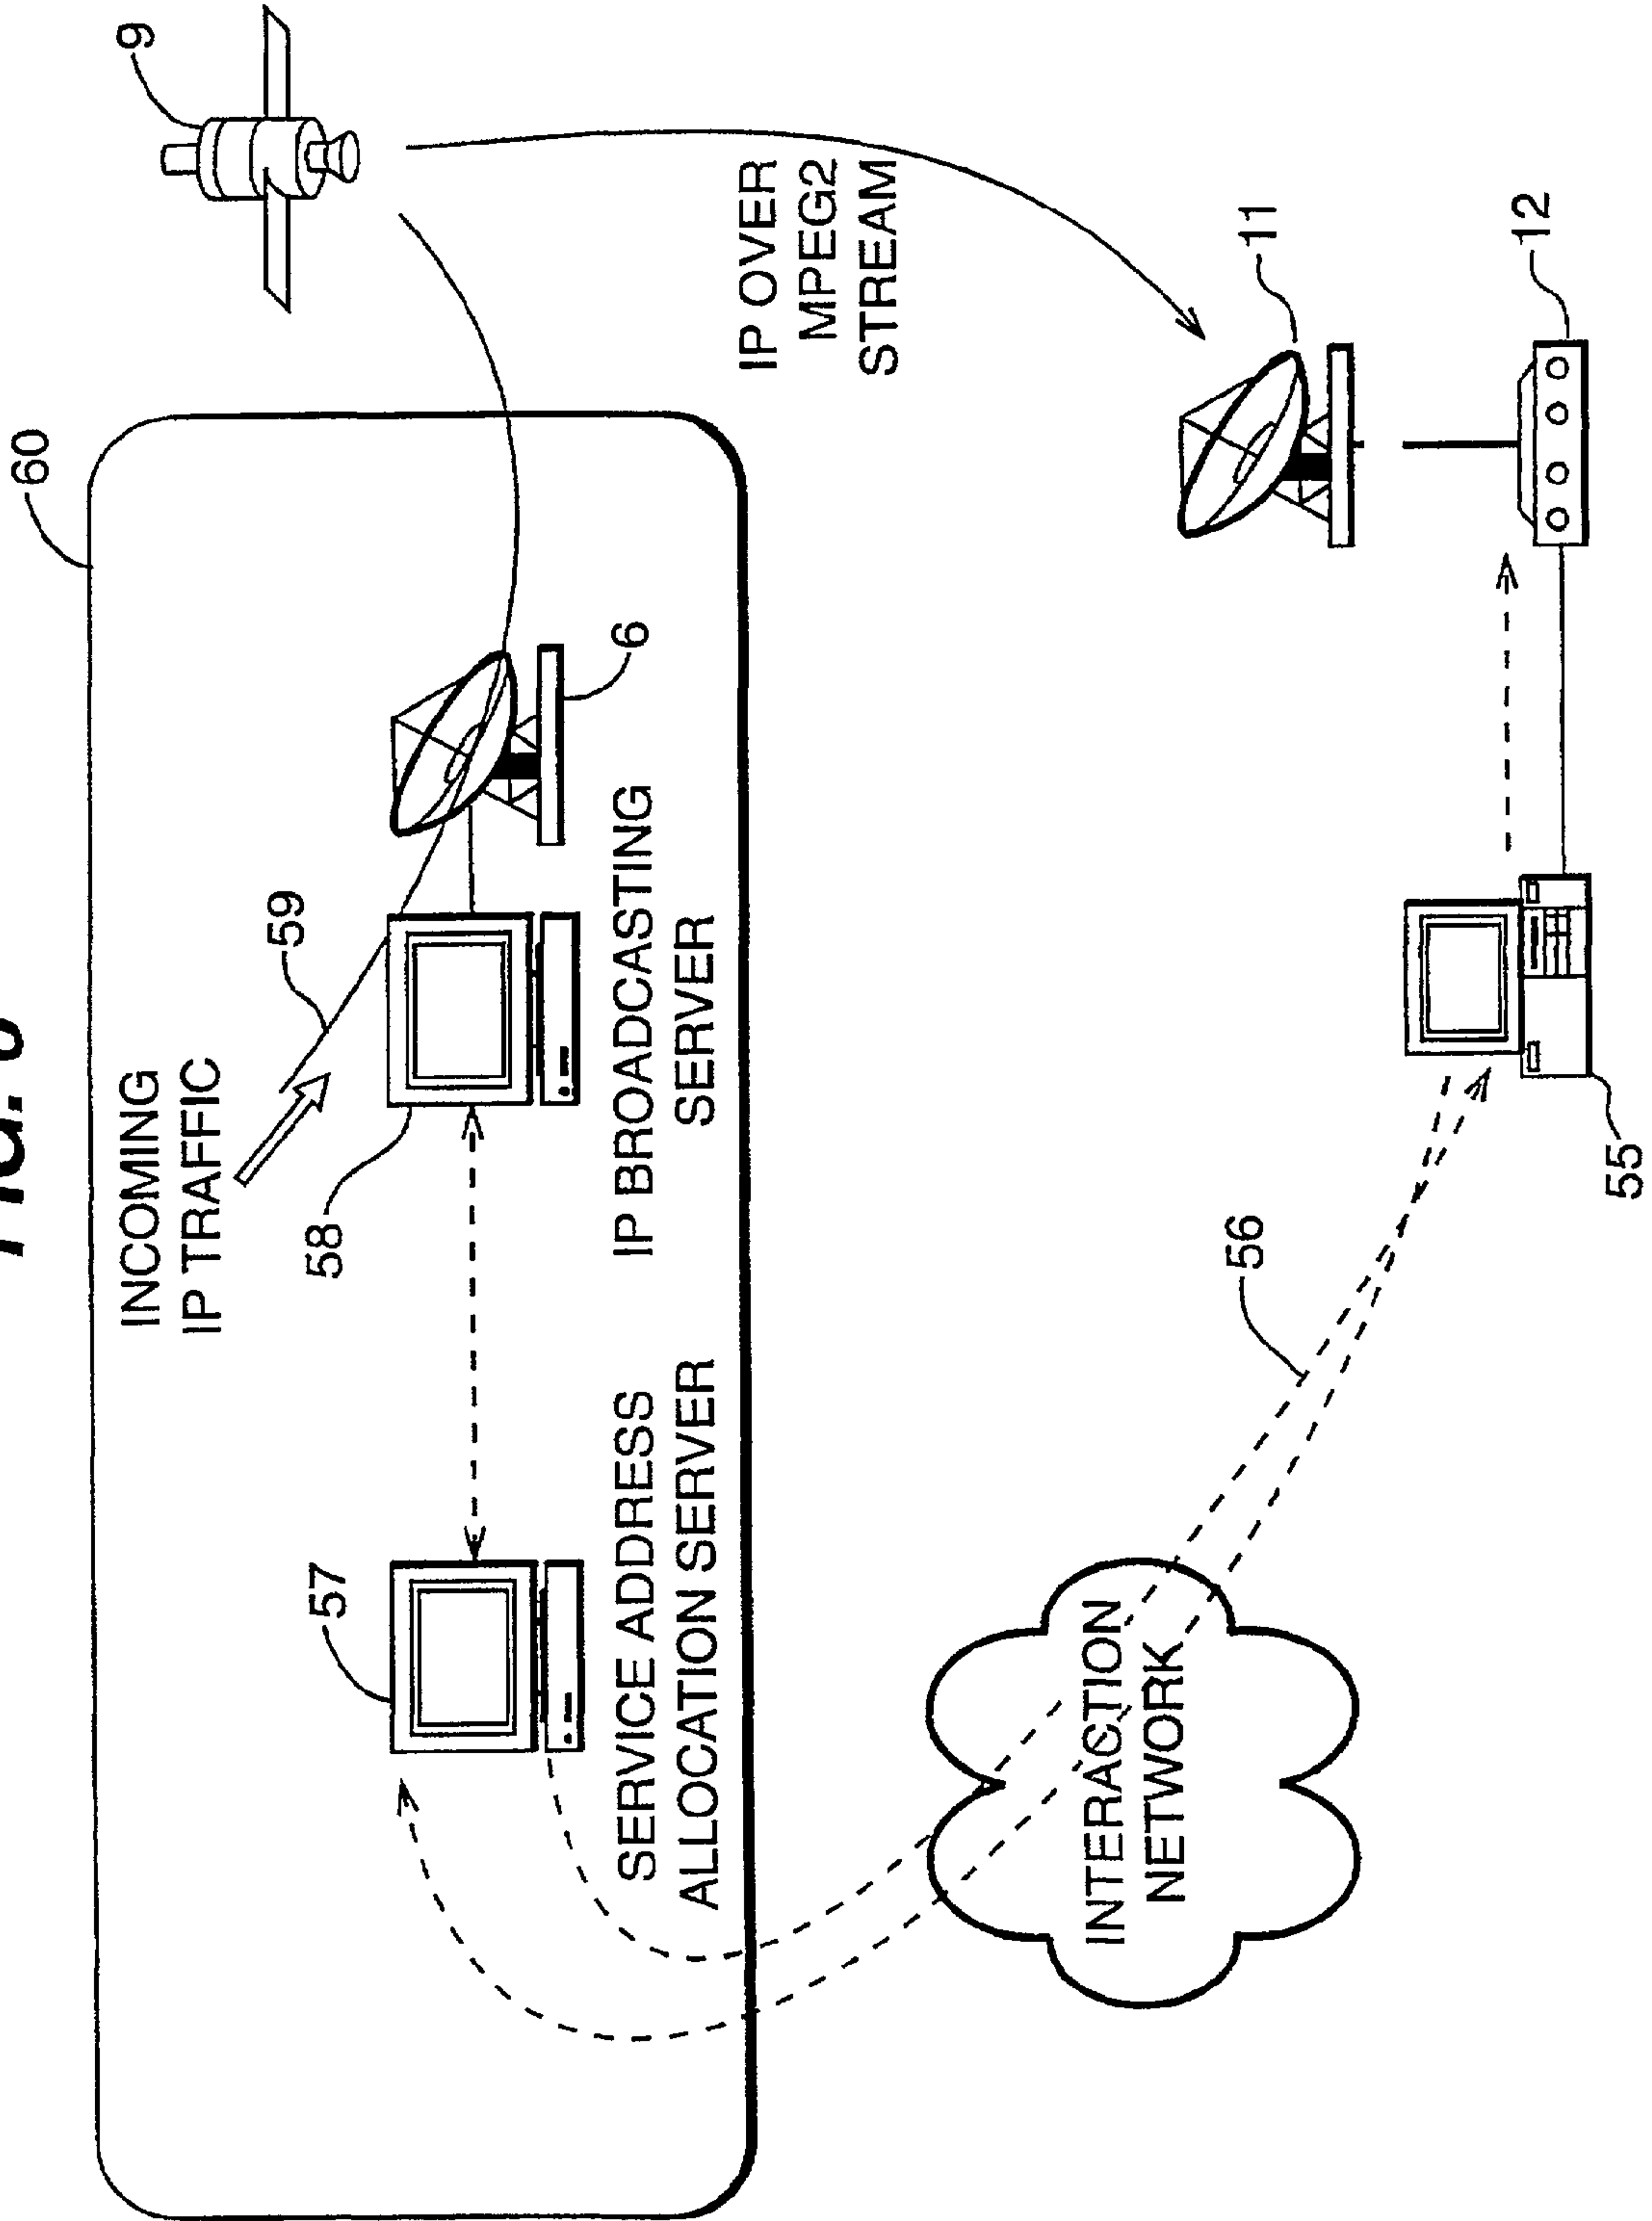 9
60
INCOMING
IP TRAFFIC
59
58
57
6
IP BROADCASTING
SERVER
SERVICE ADDRESS
ALLOCATION SERVER
IP OVER
MPEG2
STREAM
11
12
INTERACTION
NETWORK
56
55